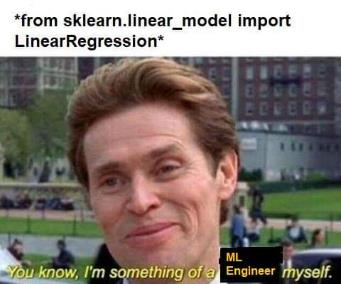 *from sklearn.linear_model import
LinearRegression*
You know, I'm something of a ML Engineer myself.